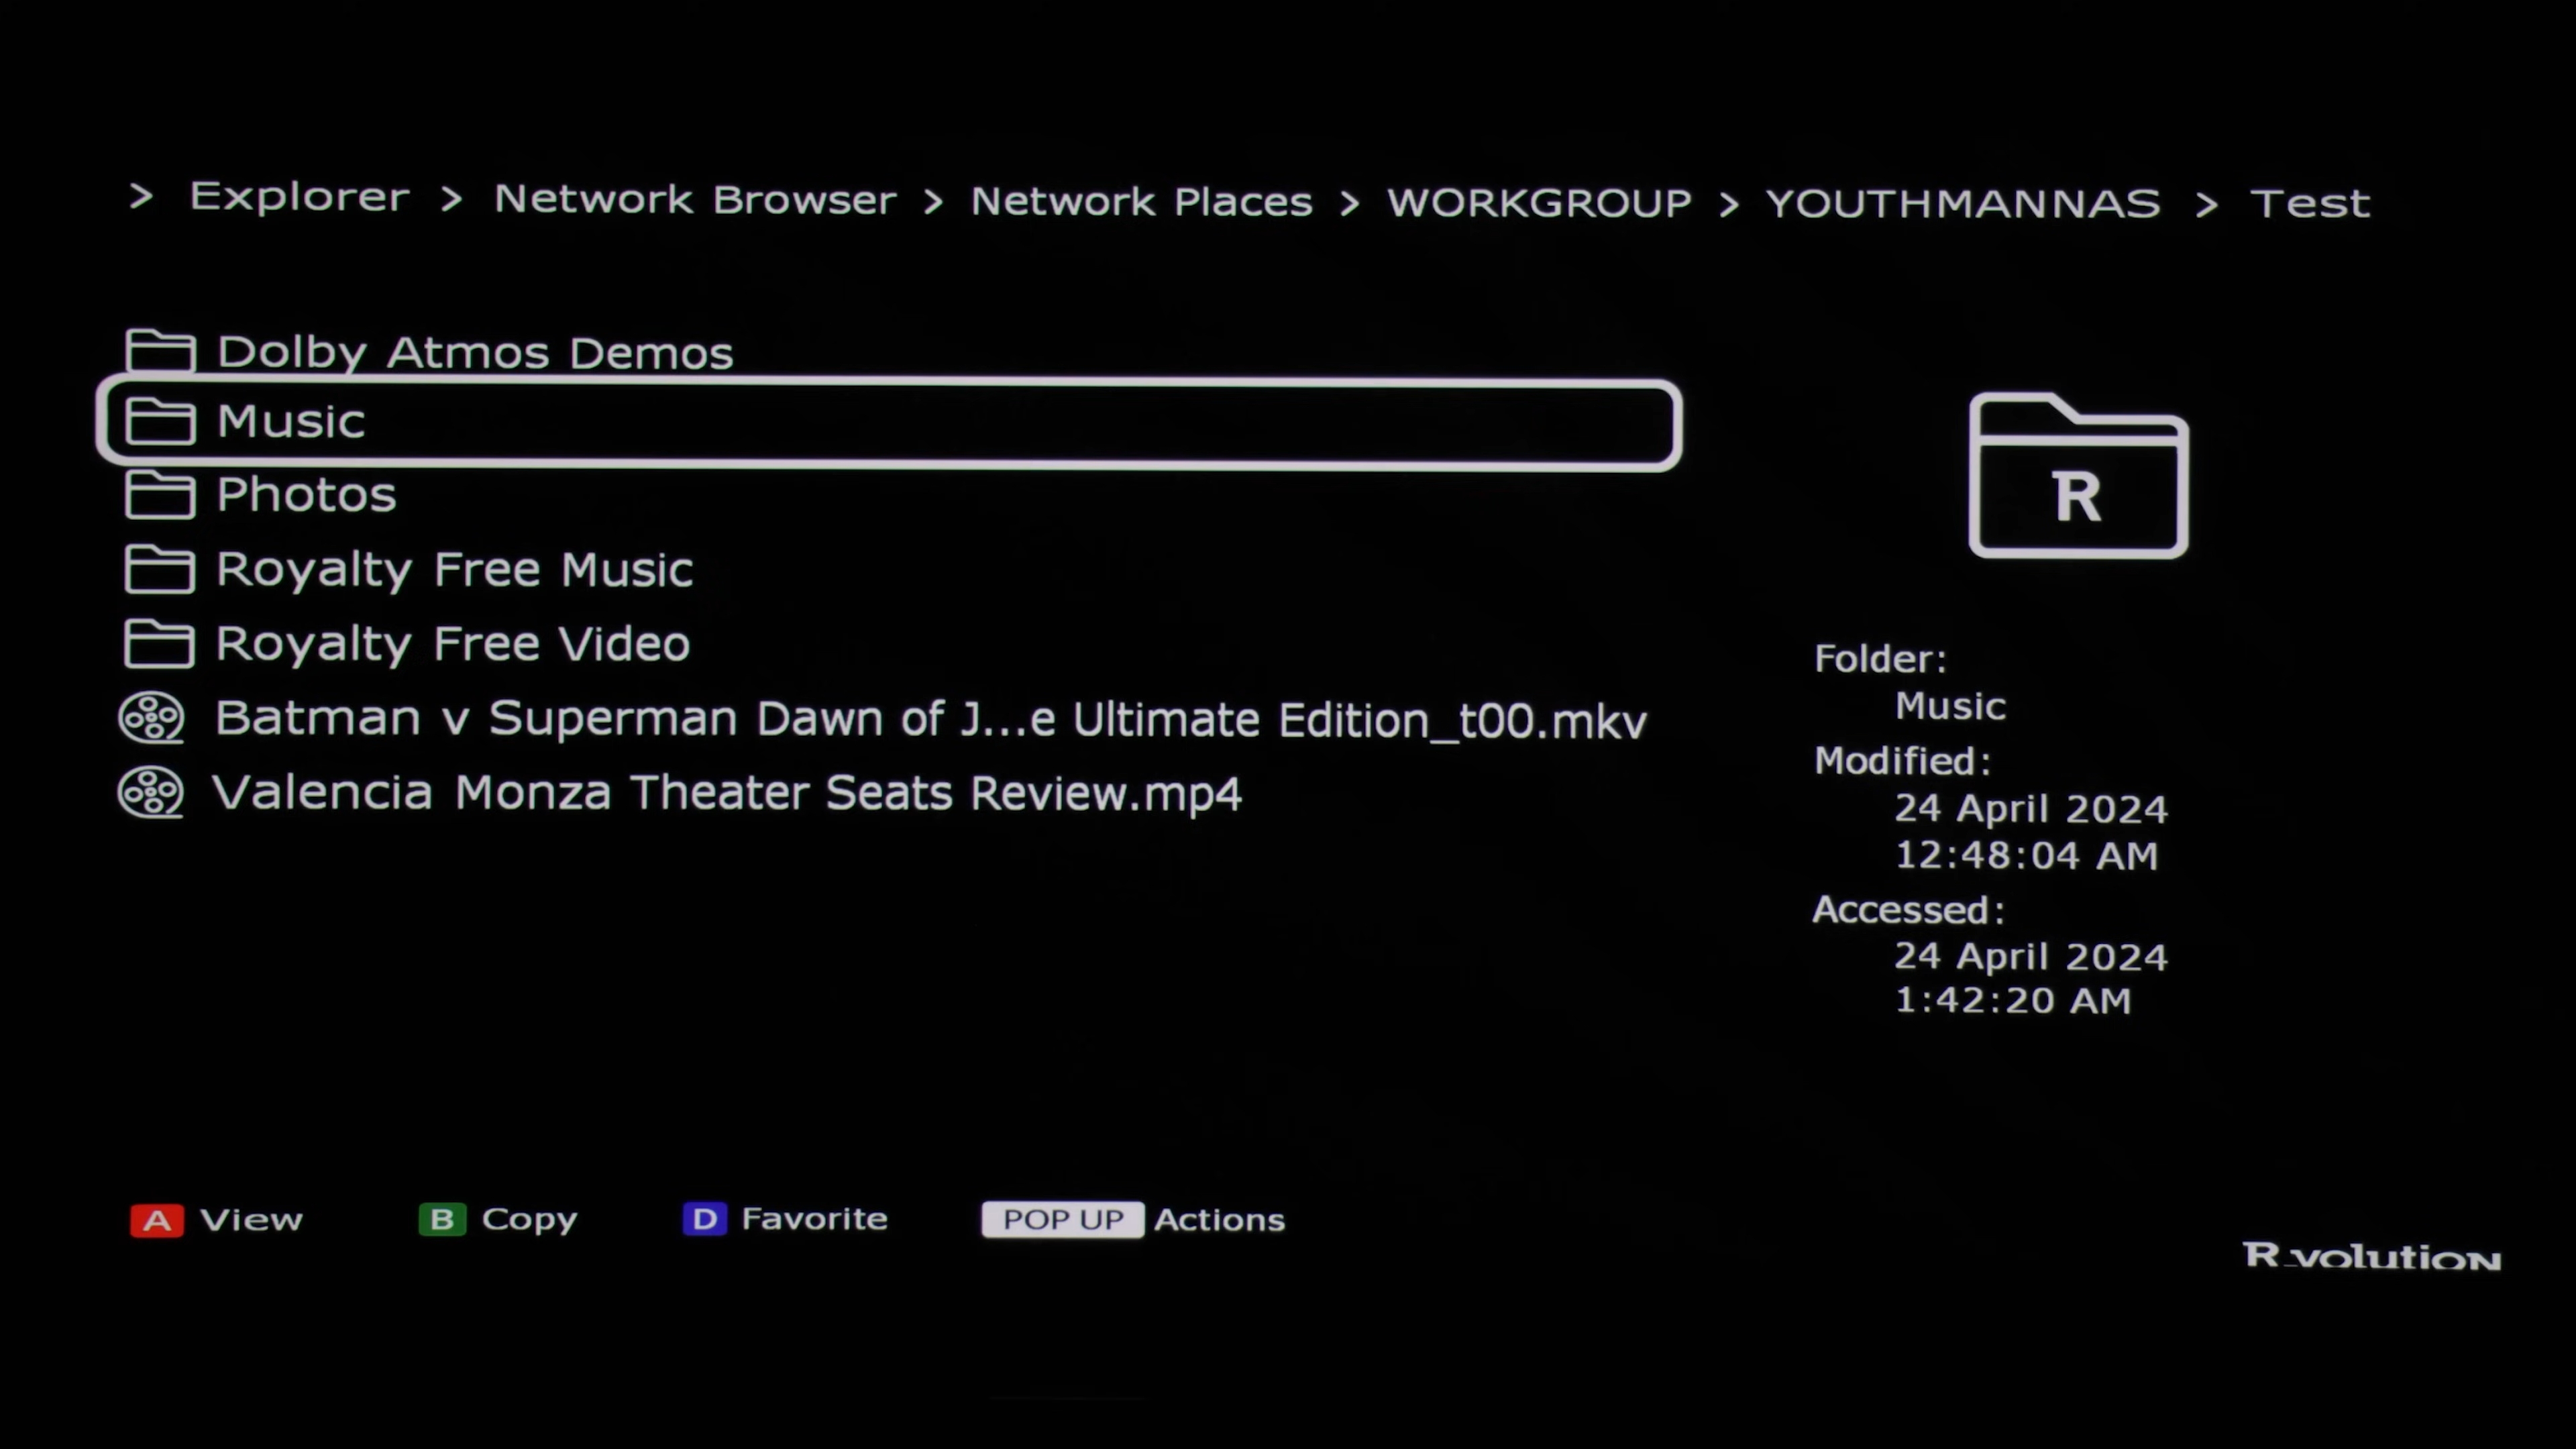 > Explorer > Network Browser > Network Places > WORKGROUP > YOUTHMANNAS > Test
Dolby Atmos Demos
Music
Photos
Royalty Free Music
Royalty Free Video
Batman v Superman Dawn of J...e Ultimate Edition_t00.mkv
Valencia Monza Theater Seats Review.mp4
R
Folder:
Music
Modified:
24 April 2024
12:48:04 AM
Accessed:
24 April 2024
1:42:20 AM
A View B Copy D Favorite POP UP Actions
R_volution